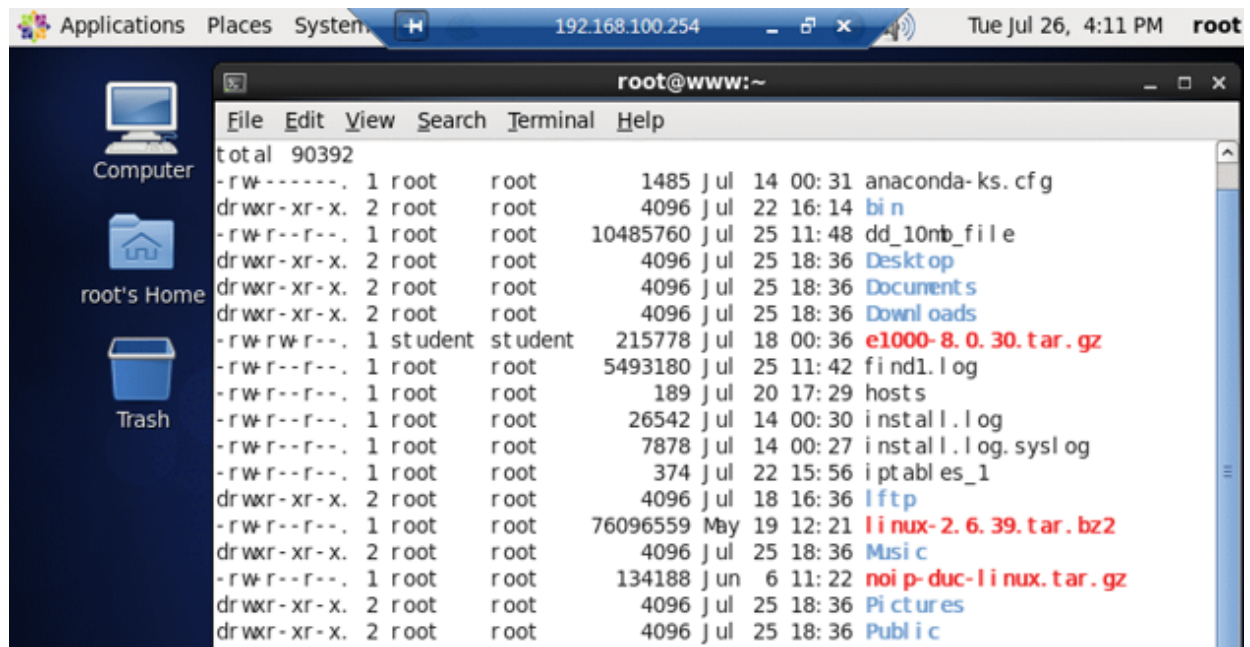 Applications Places System 192.168.100.254 Tue Jul 26, 4:11 PM root
root@www:~
File Edit View Search Terminal Help
total 90392
-rw-------. 1 root root 1485 Jul 14 00:31 anaconda-ks.cfg
drwxr-xr-x. 2 root root 4096 Jul 22 16:14 bin
-rw-r--r--. 1 root root 10485760 Jul 25 11:48 dd_10mb_file
drwxr-xr-x. 2 root root 4096 Jul 25 18:36 Desktop
drwxr-xr-x. 2 root root 4096 Jul 25 18:36 Documents
drwxr-xr-x. 2 root root 4096 Jul 25 18:36 Downloads
-rw-rw-r--. 1 student student 215778 Jul 18 00:36 e1000-8.0.30.tar.gz
-rw-r--r--. 1 root root 5493180 Jul 25 11:42 find1.log
-rw-r--r--. 1 root root 189 Jul 20 17:29 hosts
-rw-r--r--. 1 root root 26542 Jul 14 00:30 install.log
-rw-r--r--. 1 root root 7878 Jul 14 00:27 install.log.syslog
-rw-r--r--. 1 root root 374 Jul 22 15:56 iptables_1
drwxr-xr-x. 2 root root 4096 Jul 18 16:36 lftp
-rw-r--r--. 1 root root 76096559 May 19 12:21 linux-2.6.39.tar.bz2
drwxr-xr-x. 2 root root 4096 Jul 25 18:36 Music
-rw-r--r--. 1 root root 134188 Jun 6 11:22 noip-duc-linux.tar.gz
drwxr-xr-x. 2 root root 4096 Jul 25 18:36 Pictures
drwxr-xr-x. 2 root root 4096 Jul 25 18:36 Public
Computer
root's Home
Trash